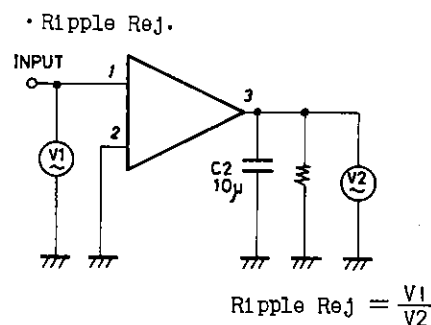 • Ripple Rej.
INPUT
1
3
2
V1
C2
10µ
V2
Ripple Rej = V1/V2